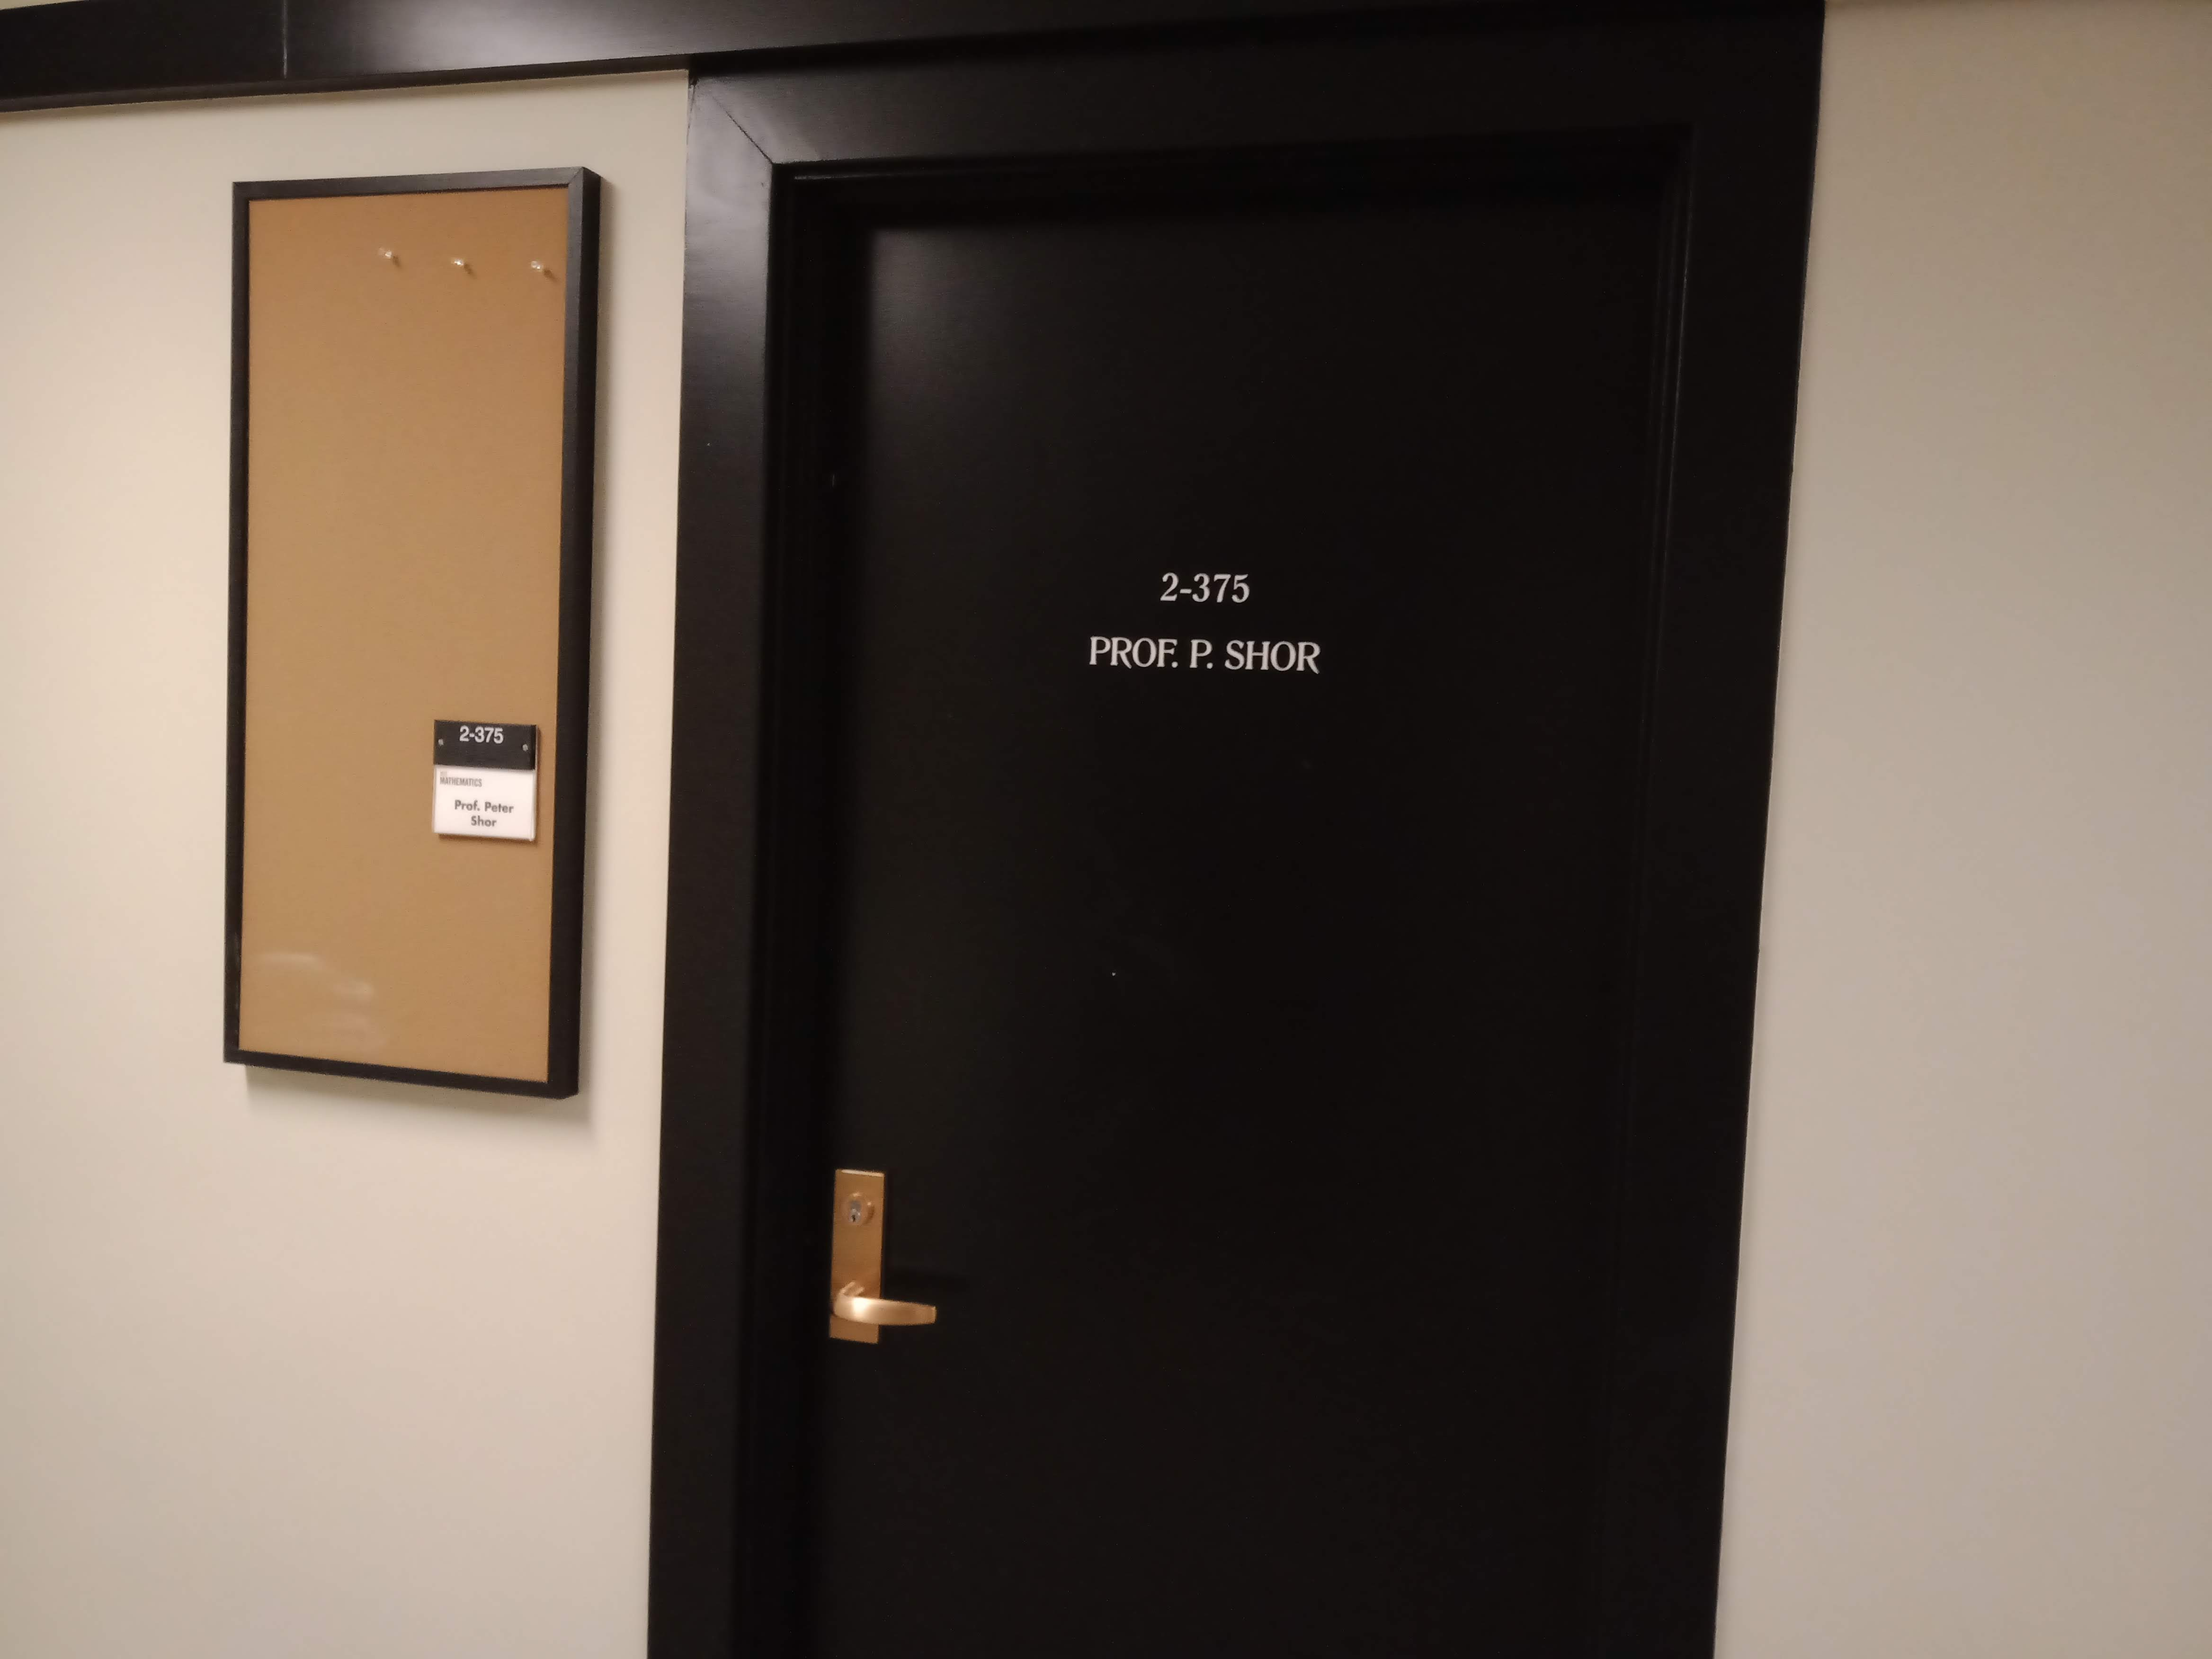 2-375
MATHEMATICS
Prof. Peter
Shor
2-375
PROF. P. SHOR